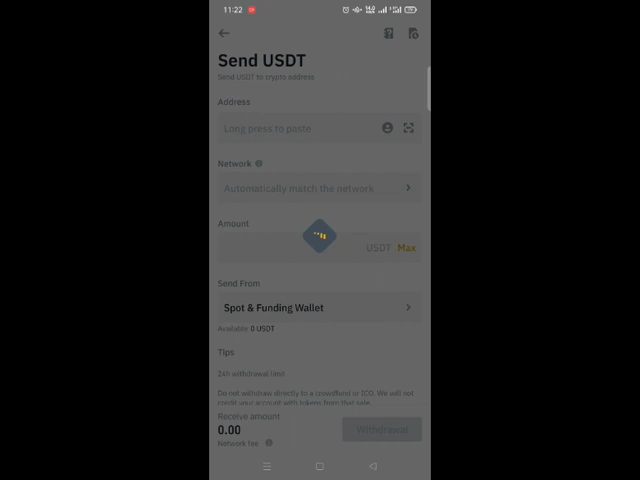 11:22
Send USDT
Send USDT to crypto address
Address
Long press to paste
Network
Automatically match the network
Amount
USDT Max
Send From
Spot & Funding Wallet
Available 0 USDT
Tips
24h withdrawal limit
Do not withdraw directly to a crowdfund or ICO. We will not
credit your account with tokens from that sale.
Receive amount
0.00
Withdrawal
Network fee